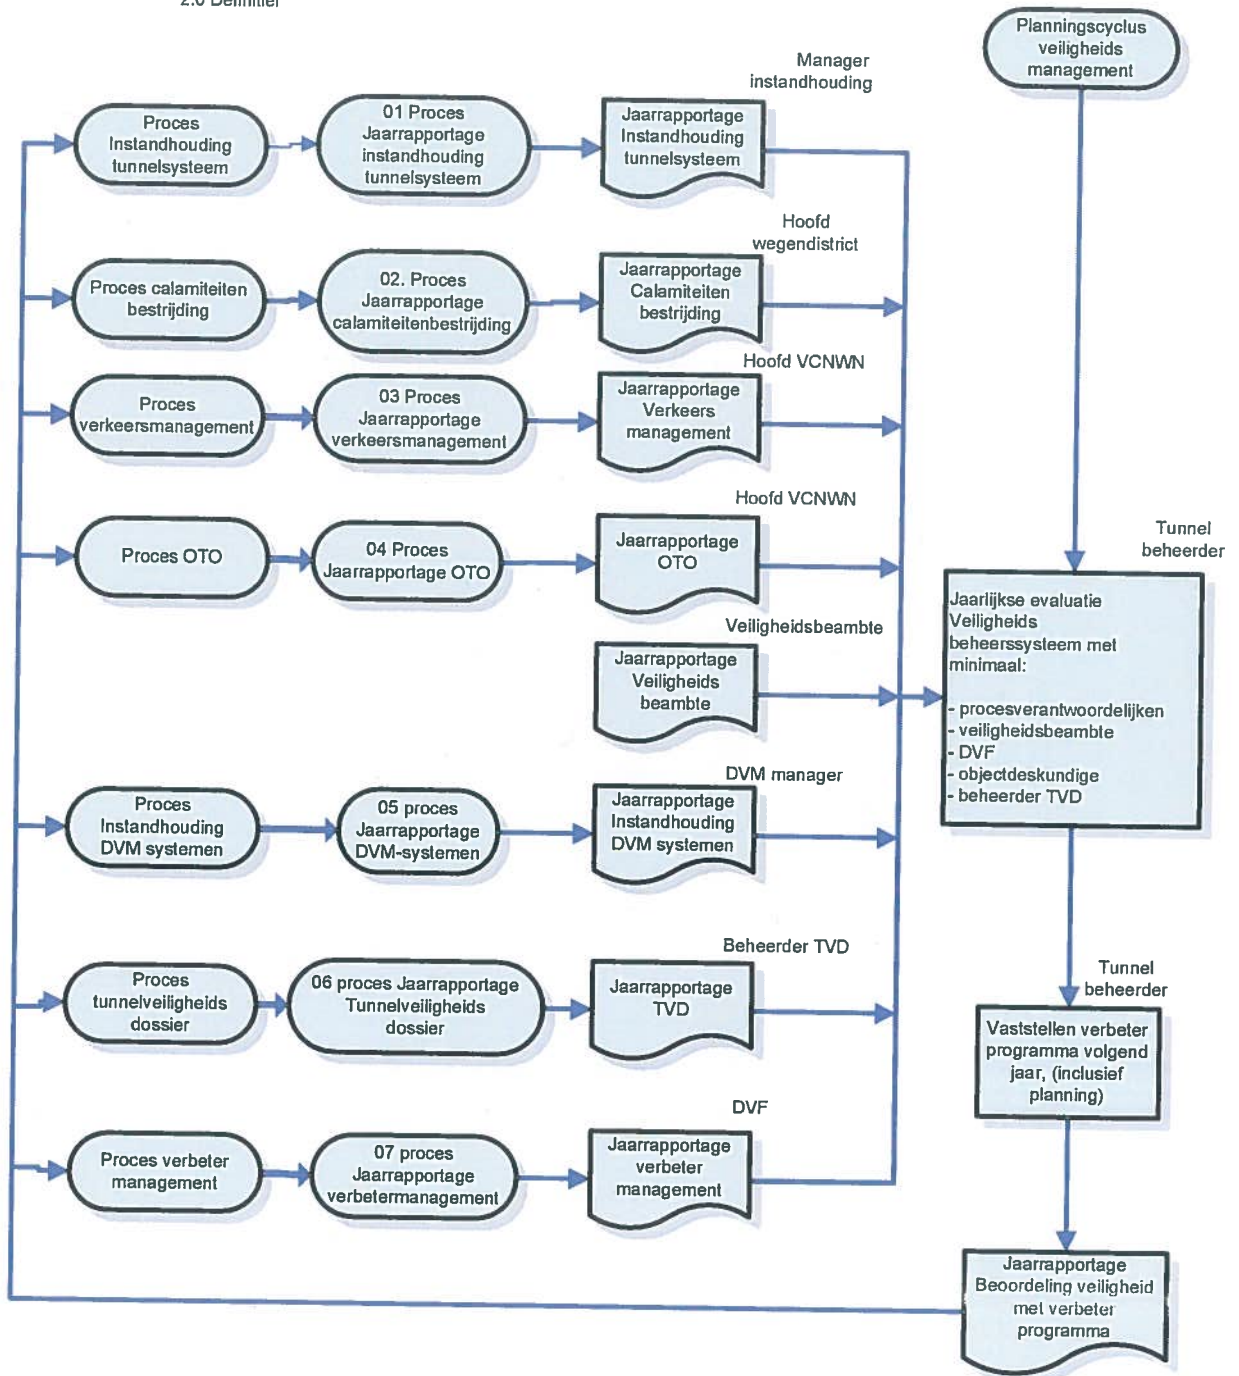 2.0 Definitief
Planningscyclus
veiligheids
management
Manager
instandhouding
Proces
Instandhouding
tunnelsysteem
01 Proces
Jaarrapportage
instandhouding
tunnelsysteem
Jaarrapportage
Instandhouding
tunnelsysteem
Hoofd
wegendistrict
Proces calamiteiten
bestrijding
02. Proces
Jaarrapportage
calamiteitenbestrijding
Jaarrapportage
Calamiteiten
bestrijding
Hoofd VCNWN
Proces
verkeersmanagement
03 Proces
Jaarrapportage
verkeersmanagement
Jaarrapportage
Verkeers
management
Hoofd VCNWN
Proces OTO
04 Proces
Jaarrapportage OTO
Jaarrapportage
OTO
Tunnel
beheerder
Jaarlijkse evaluatie
Veiligheids
beheerssysteem met
minimaal:
- procesverantwoordelijken
- veiligheidsbeambte
- DVF
- objectdeskundige
- beheerder TVD
Veiligheidsbeambte
Jaarrapportage
Veiligheids
beambte
DVM manager
Proces
Instandhouding
DVM systemen
05 proces
Jaarrapportage
DVM-systemen
Jaarrapportage
Instandhouding
DVM systemen
Beheerder TVD
Proces
tunnelveiligheids
dossier
06 proces Jaarrapportage
Tunnelveiligheids
dossier
Jaarrapportage
TVD
Tunnel
beheerder
Vaststellen verbeter
programma volgend
jaar, (inclusief
planning)
DVF
Proces verbeter
management
07 proces
Jaarrapportage
verbetermanagement
Jaarrapportage
verbeter
management
Jaarrapportage
Beoordeling veiligheid
met verbeter
programma